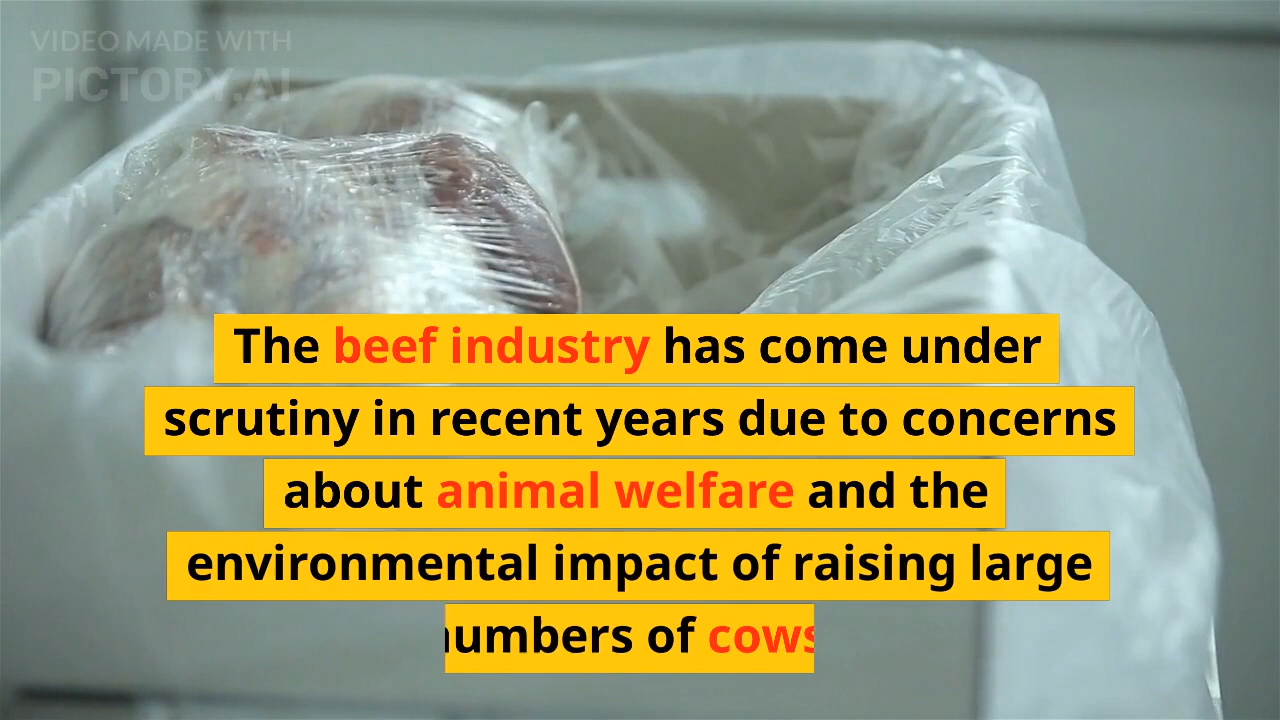 VIDEO MADE WITH
PICTORY.AI
The beef industry has come under
scrutiny in recent years due to concerns
about animal welfare and the
environmental impact of raising large
numbers of cows